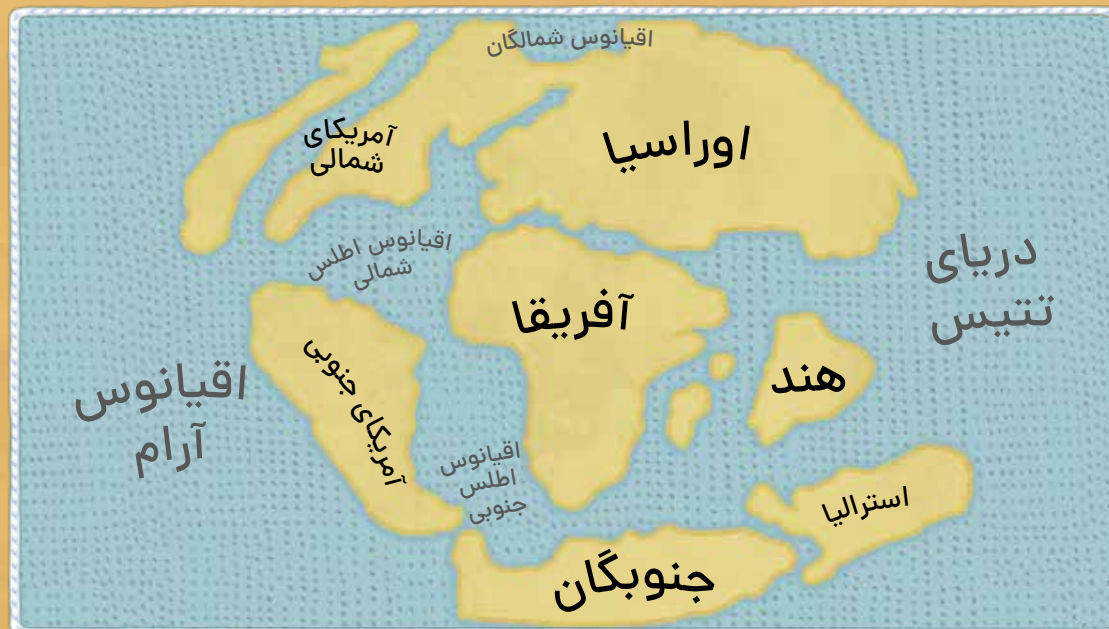 اقیانوس شمالگان
اوراسیا
آمریکای
شمالی
دریای
تتیس
اقیانوس اطلس
شمالی
آفریقا
هند
آمریکای جنوبی
اقیانوس
آرام
اقیانوس
اطلس
جنوبی
استرالیا
جنوبگان